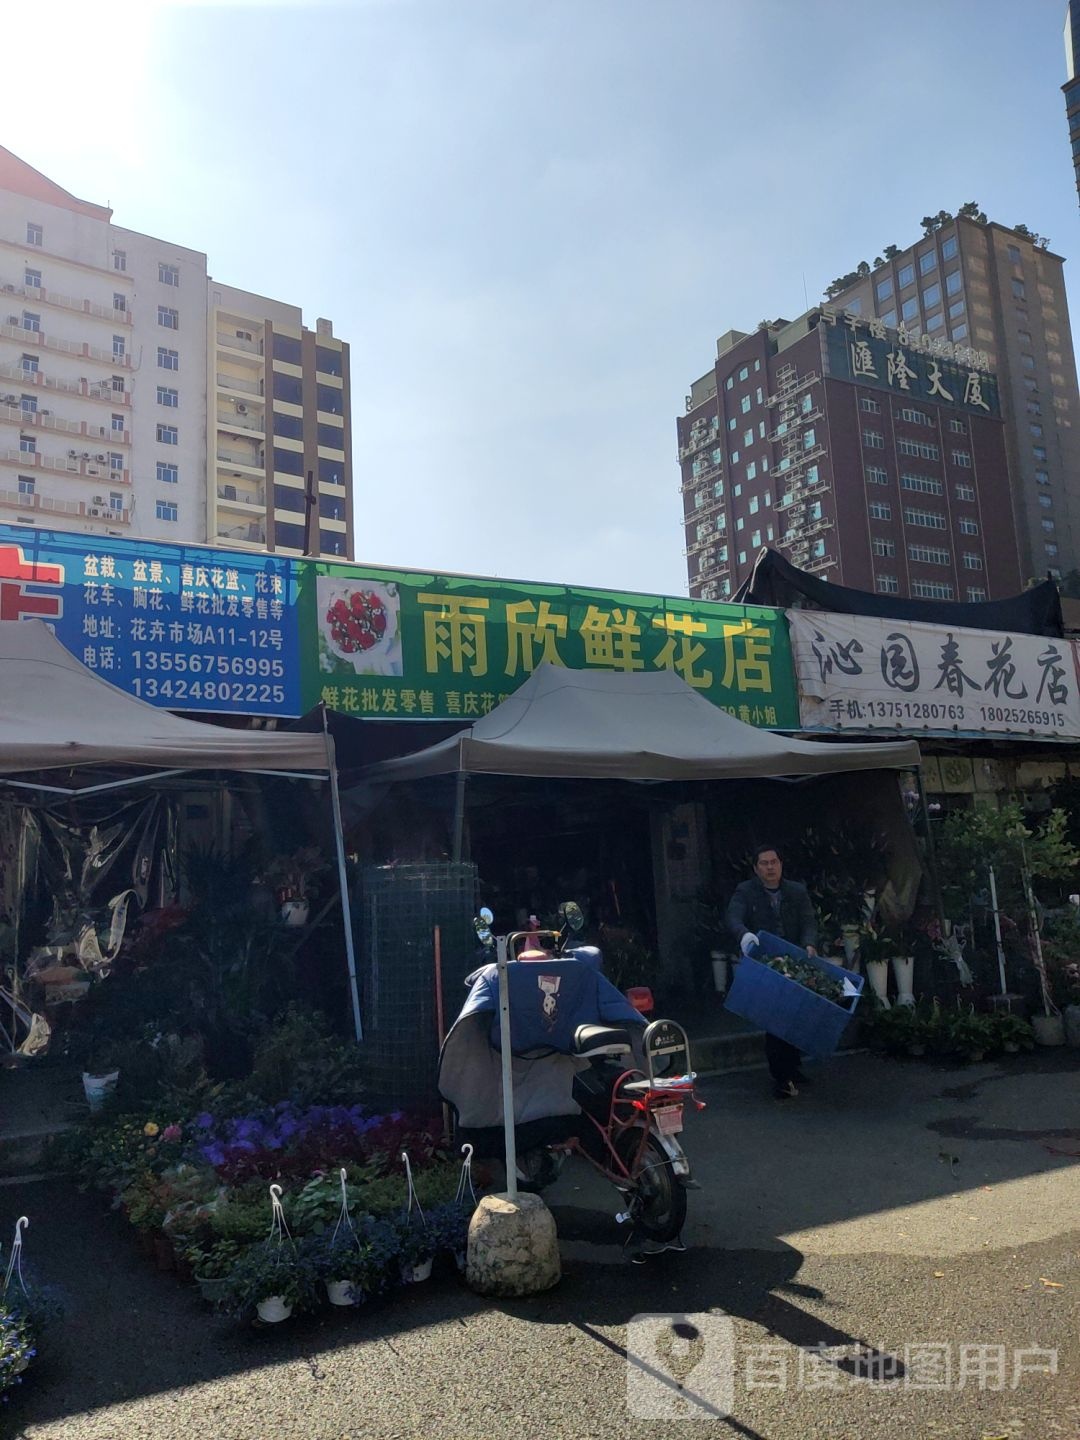 匯隆大厦
盆栽、盆景、喜庆花篮、花束
花车、胸花、鲜花批发零售等
地址：花卉市场A11-12号
电话：13556756995
13424802225
雨欣鲜花店
鲜花批发零售 喜庆花
9黄小姐
沁园春花店
手机:13751280763 18025265915
百度地图用户